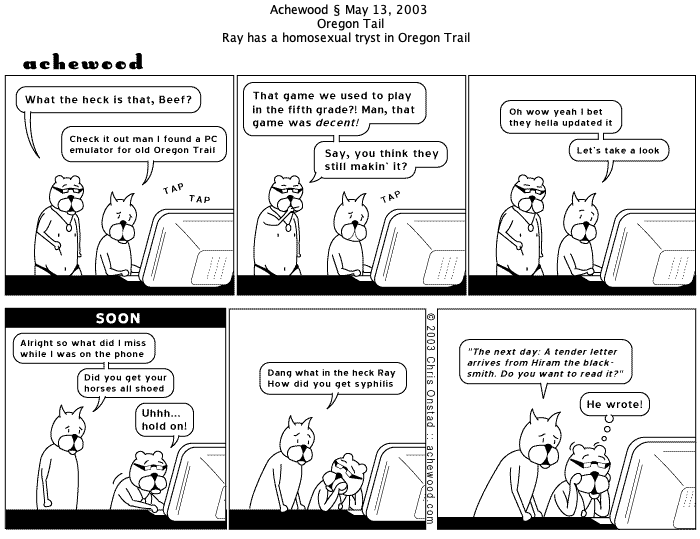 Achewood § May 13, 2003
Oregon Tail
Ray has a homosexual tryst in Oregon Trail
achewood
What the heck is that, Beef?
Check it out man I found a PC
emulator for old Oregon Trail
TAP
TAP
That game we used to play
in the fifth grade?! Man, that
game was decent!
Say, you think they
still makin' it?
TAP
Oh wow yeah I bet
they hella updated it
Let's take a look
SOON
Alright so what did I miss
while I was on the phone
Did you get your
horses all shoed
Uhhh...
hold on!
Dang what in the heck Ray
How did you get syphilis
© 2003 Chris Onstad :: achewood.com
"The next day: A tender letter
arrives from Hiram the black-
smith. Do you want to read it?"
He wrote!